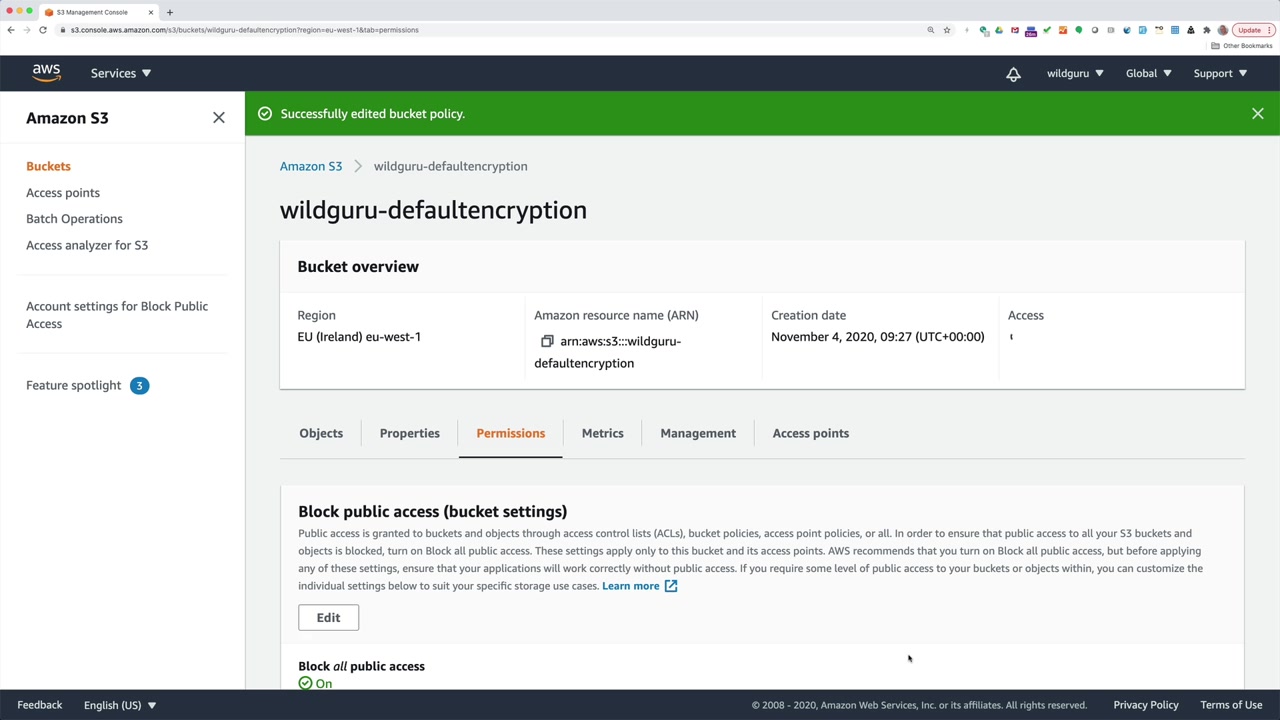 S3 Management Console
s3.console.aws.amazon.com/s3/buckets/wildguru-defaultencryption?region=eu-west-1&tab=permissions
Update
Other Bookmarks
aws
Services
wildguru
Global
Support
Amazon S3
Successfully edited bucket policy.
Buckets
Access points
Batch Operations
Access analyzer for S3
Account settings for Block Public
Access
Feature spotlight 3
Amazon S3 > wildguru-defaultencryption
wildguru-defaultencryption
Bucket overview
Region
EU (Ireland) eu-west-1
Amazon resource name (ARN)
arn:aws:s3:::wildguru-
defaultencryption
Creation date
November 4, 2020, 09:27 (UTC+00:00)
Access
Objects
Properties
Permissions
Metrics
Management
Access points
Block public access (bucket settings)
Public access is granted to buckets and objects through access control lists (ACLs), bucket policies, access point policies, or all. In order to ensure that public access to all your S3 buckets and
objects is blocked, turn on Block all public access. These settings apply only to this bucket and its access points. AWS recommends that you turn on Block all public access, but before applying
any of these settings, ensure that your applications will work correctly without public access. If you require some level of public access to your buckets or objects within, you can customize the
individual settings below to suit your specific storage use cases. Learn more
Edit
Block all public access
On
Feedback
English (US)
© 2008 - 2020, Amazon Web Services, Inc. or its affiliates. All rights reserved.
Privacy Policy
Terms of Use